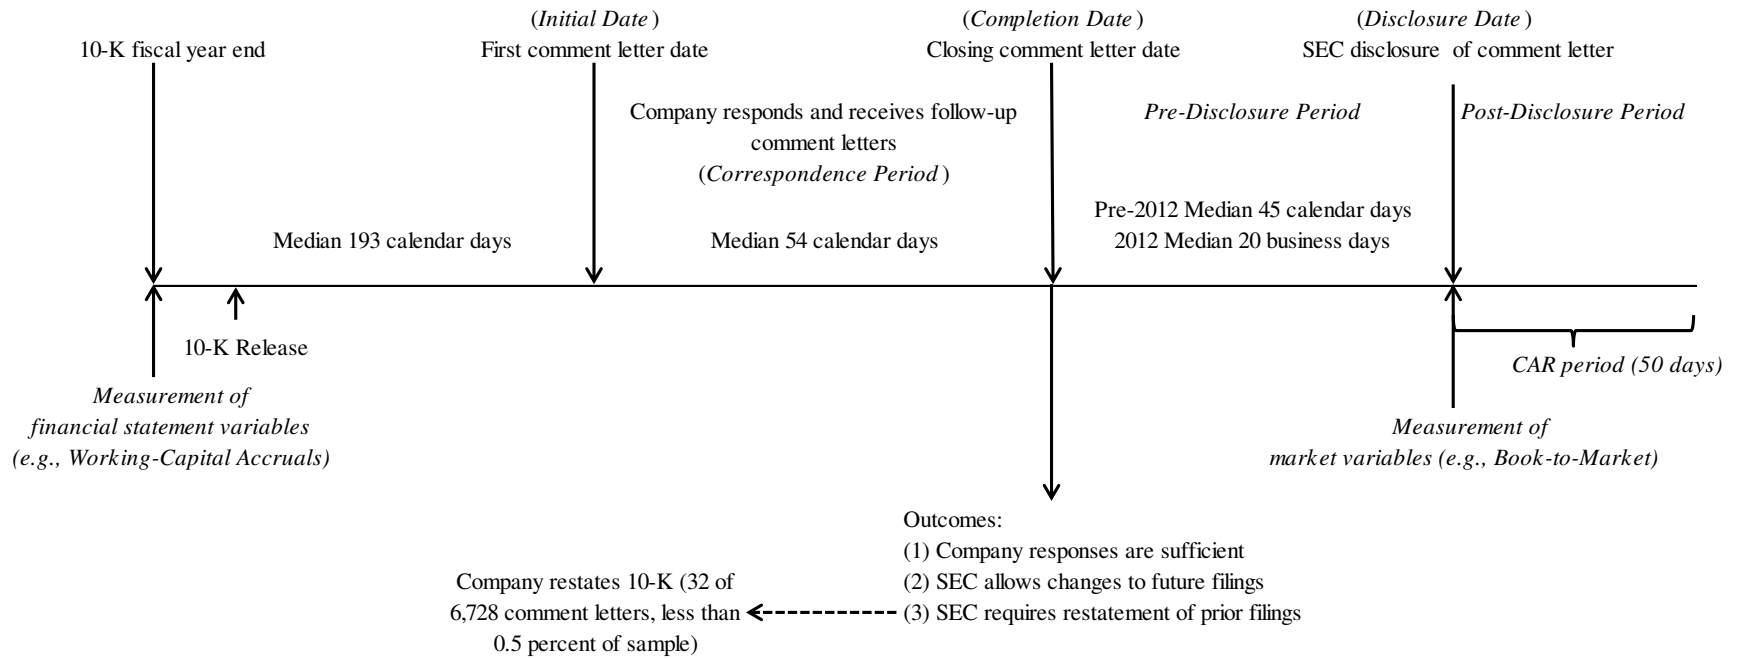 (Initial Date)
10-K fiscal year end
First comment letter date
(Completion Date)
Closing comment letter date
(Disclosure Date)
SEC disclosure of comment letter
Company responds and receives follow-up
comment letters
(Correspondence Period)
Pre-Disclosure Period
Post-Disclosure Period
Median 193 calendar days
Median 54 calendar days
Pre-2012 Median 45 calendar days
2012 Median 20 business days
10-K Release
Measurement of
financial statement variables
(e.g., Working-Capital Accruals)
CAR period (50 days)
Measurement of
market variables (e.g., Book-to-Market)
Outcomes:
(1) Company responses are sufficient
(2) SEC allows changes to future filings
(3) SEC requires restatement of prior filings
Company restates 10-K (32 of
6,728 comment letters, less than
0.5 percent of sample)